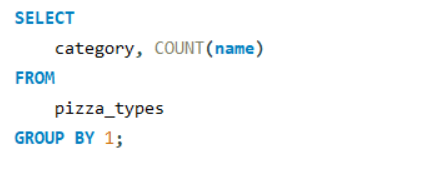 SELECT
    category, COUNT(name)
FROM
    pizza_types
GROUP BY 1;